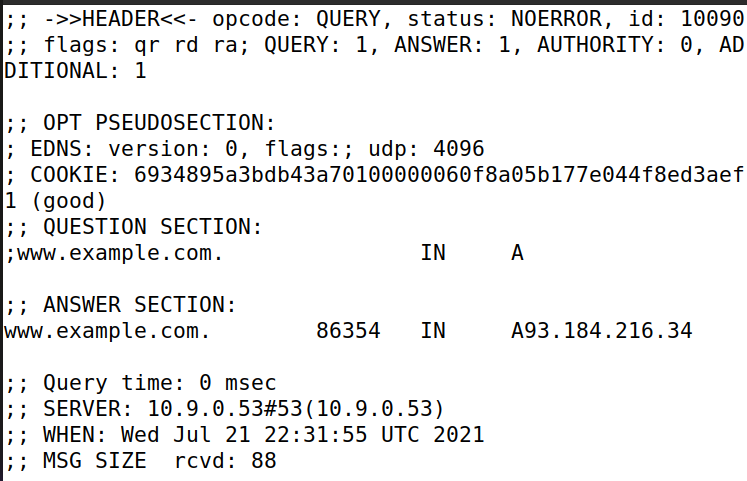 ;; ->>HEADER<<- opcode: QUERY, status: NOERROR, id: 10090
;; flags: qr rd ra; QUERY: 1, ANSWER: 1, AUTHORITY: 0, AD
DITIONAL: 1

;; OPT PSEUDOSECTION:
; EDNS: version: 0, flags:; udp: 4096
; COOKIE: 6934895a3bdb43a70100000060f8a05b177e044f8ed3aef
1 (good)
;; QUESTION SECTION:
;www.example.com.               IN     A

;; ANSWER SECTION:
www.example.com.        86354   IN     A93.184.216.34

;; Query time: 0 msec
;; SERVER: 10.9.0.53#53(10.9.0.53)
;; WHEN: Wed Jul 21 22:31:55 UTC 2021
;; MSG SIZE  rcvd: 88